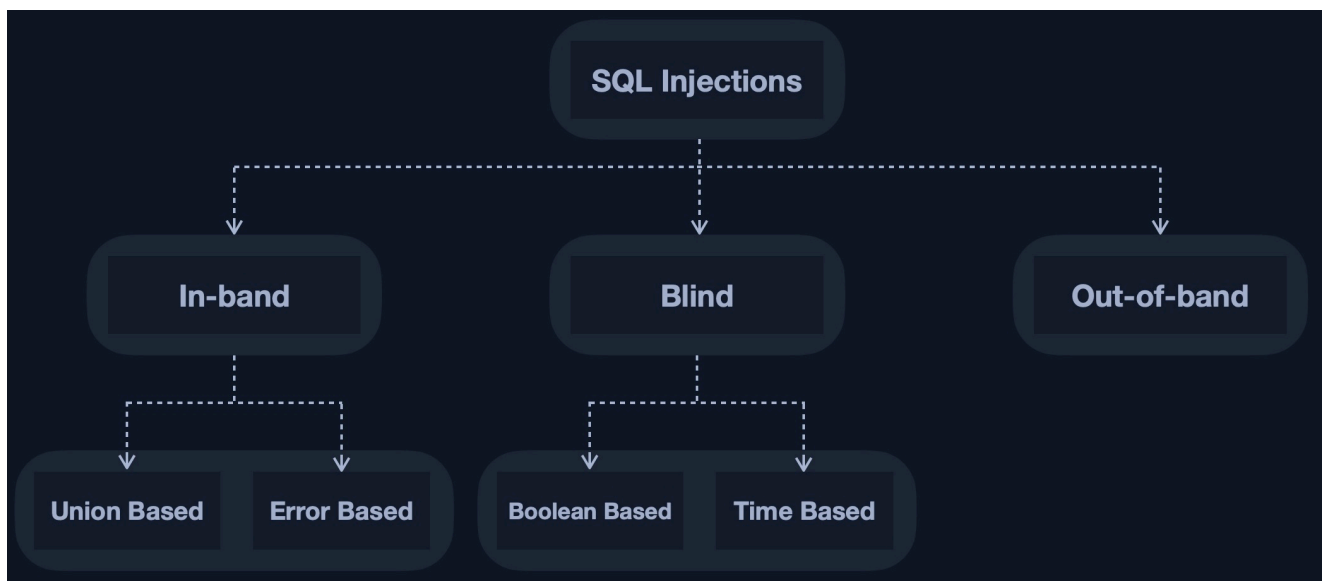 SQL Injections
In-band
Blind
Out-of-band
Union Based
Error Based
Boolean Based
Time Based